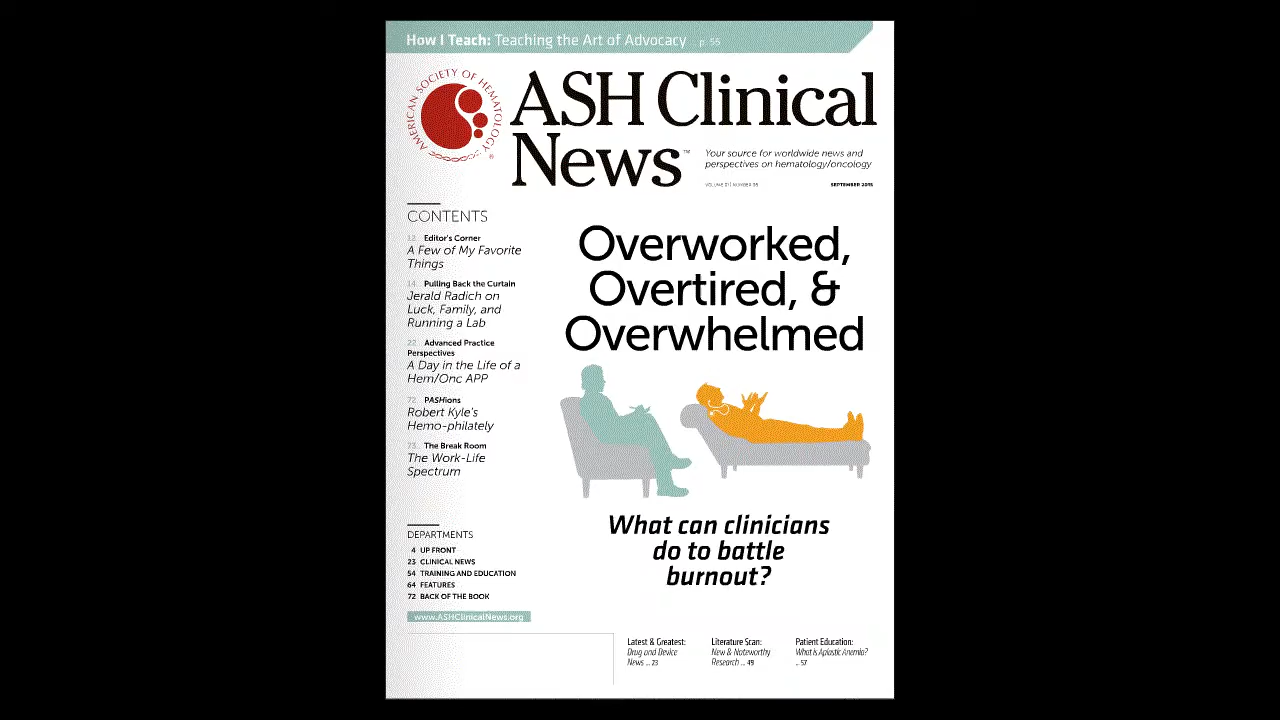 How I Teach: Teaching the Art of Advocacy ... p. 55
AMERICAN SOCIETY OF HEMATOLOGY
®
ASH Clinical
News™
Your source for worldwide news and
perspectives on hematology/oncology
VOLUME 01 | NUMBER 06
SEPTEMBER 2015
CONTENTS
12 Editor's Corner
A Few of My Favorite
Things
14 Pulling Back the Curtain
Jerald Radich on
Luck, Family, and
Running a Lab
22 Advanced Practice
Perspectives
A Day in the Life of a
Hem/Onc APP
72 PASHions
Robert Kyle's
Hemo-philately
73 The Break Room
The Work-Life
Spectrum
DEPARTMENTS
4 UP FRONT
23 CLINICAL NEWS
54 TRAINING AND EDUCATION
64 FEATURES
72 BACK OF THE BOOK
www.ASHClinicalNews.org
Overworked,
Overtired, &
Overwhelmed
What can clinicians
do to battle
burnout?
Latest & Greatest:
Drug and Device
News ... 23
Literature Scan:
New & Noteworthy
Research ... 49
Patient Education:
What Is Aplastic Anemia?
... 57